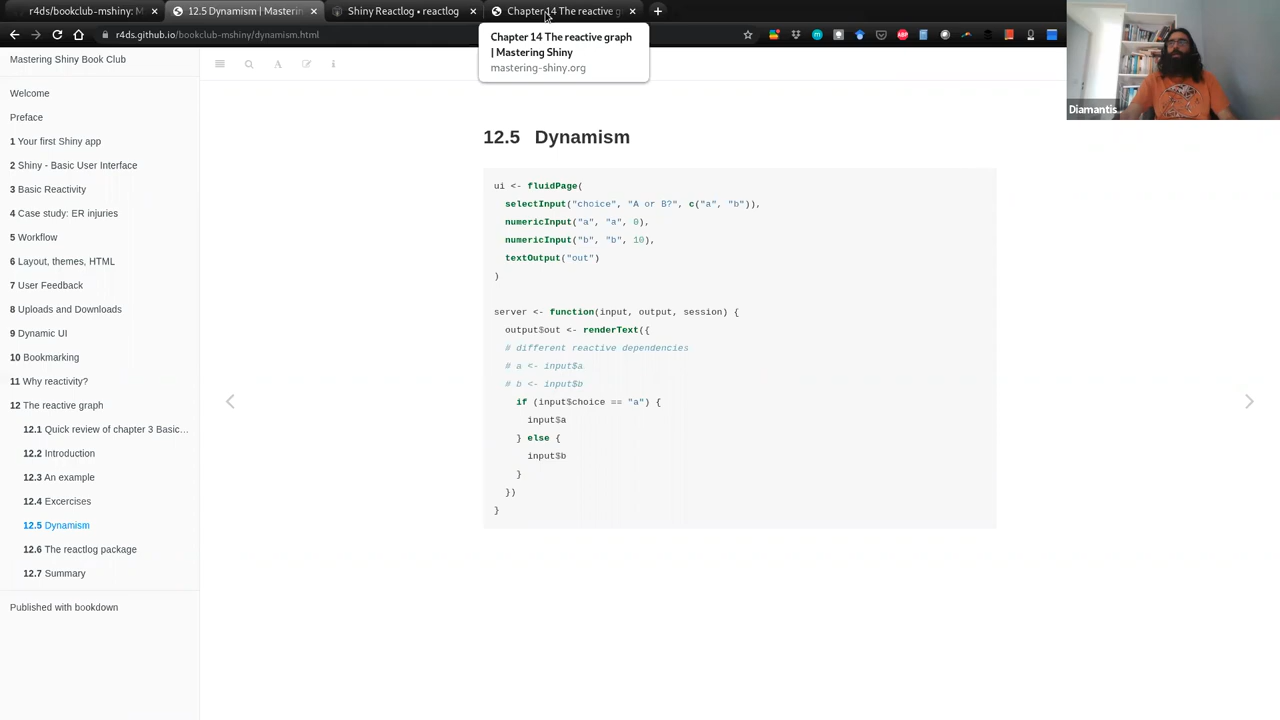 r4ds/bookclub-mshiny: M
12.5 Dynamism | Masterin
Shiny Reactlog • reactlog
Chapter 14 The reactive g
r4ds.github.io/bookclub-mshiny/dynamism.html
Chapter 14 The reactive graph
| Mastering Shiny
mastering-shiny.org
Diamantis...
Mastering Shiny Book Club
Welcome
Preface
1 Your first Shiny app
2 Shiny - Basic User Interface
3 Basic Reactivity
4 Case study: ER injuries
5 Workflow
6 Layout, themes, HTML
7 User Feedback
8 Uploads and Downloads
9 Dynamic UI
10 Bookmarking
11 Why reactivity?
12 The reactive graph
12.1 Quick review of chapter 3 Basic…
12.2 Introduction
12.3 An example
12.4 Excercises
12.5 Dynamism
12.6 The reactlog package
12.7 Summary
Published with bookdown
12.5 Dynamism
ui <- fluidPage(
selectInput("choice", "A or B?", c("a", "b")),
numericInput("a", "a", 0),
numericInput("b", "b", 10),
textOutput("out")
)
server <- function(input, output, session) {
output$out <- renderText({
# different reactive dependencies
# a <- input$a
# b <- input$b
if (input$choice == "a") {
input$a
} else {
input$b
}
})
}